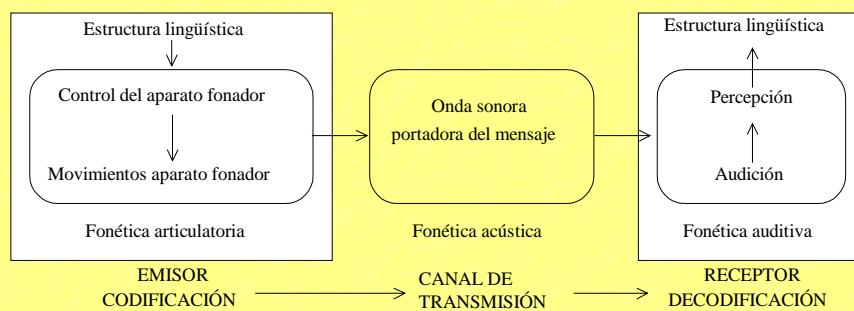 Estructura lingüística
Control del aparato fonador
Movimientos aparato fonador
Fonética articulatoria
EMISOR
CODIFICACIÓN
Onda sonora
portadora del mensaje
Fonética acústica
CANAL DE
TRANSMISIÓN
Estructura lingüística
Percepción
Audición
Fonética auditiva
RECEPTOR
DECODIFICACIÓN